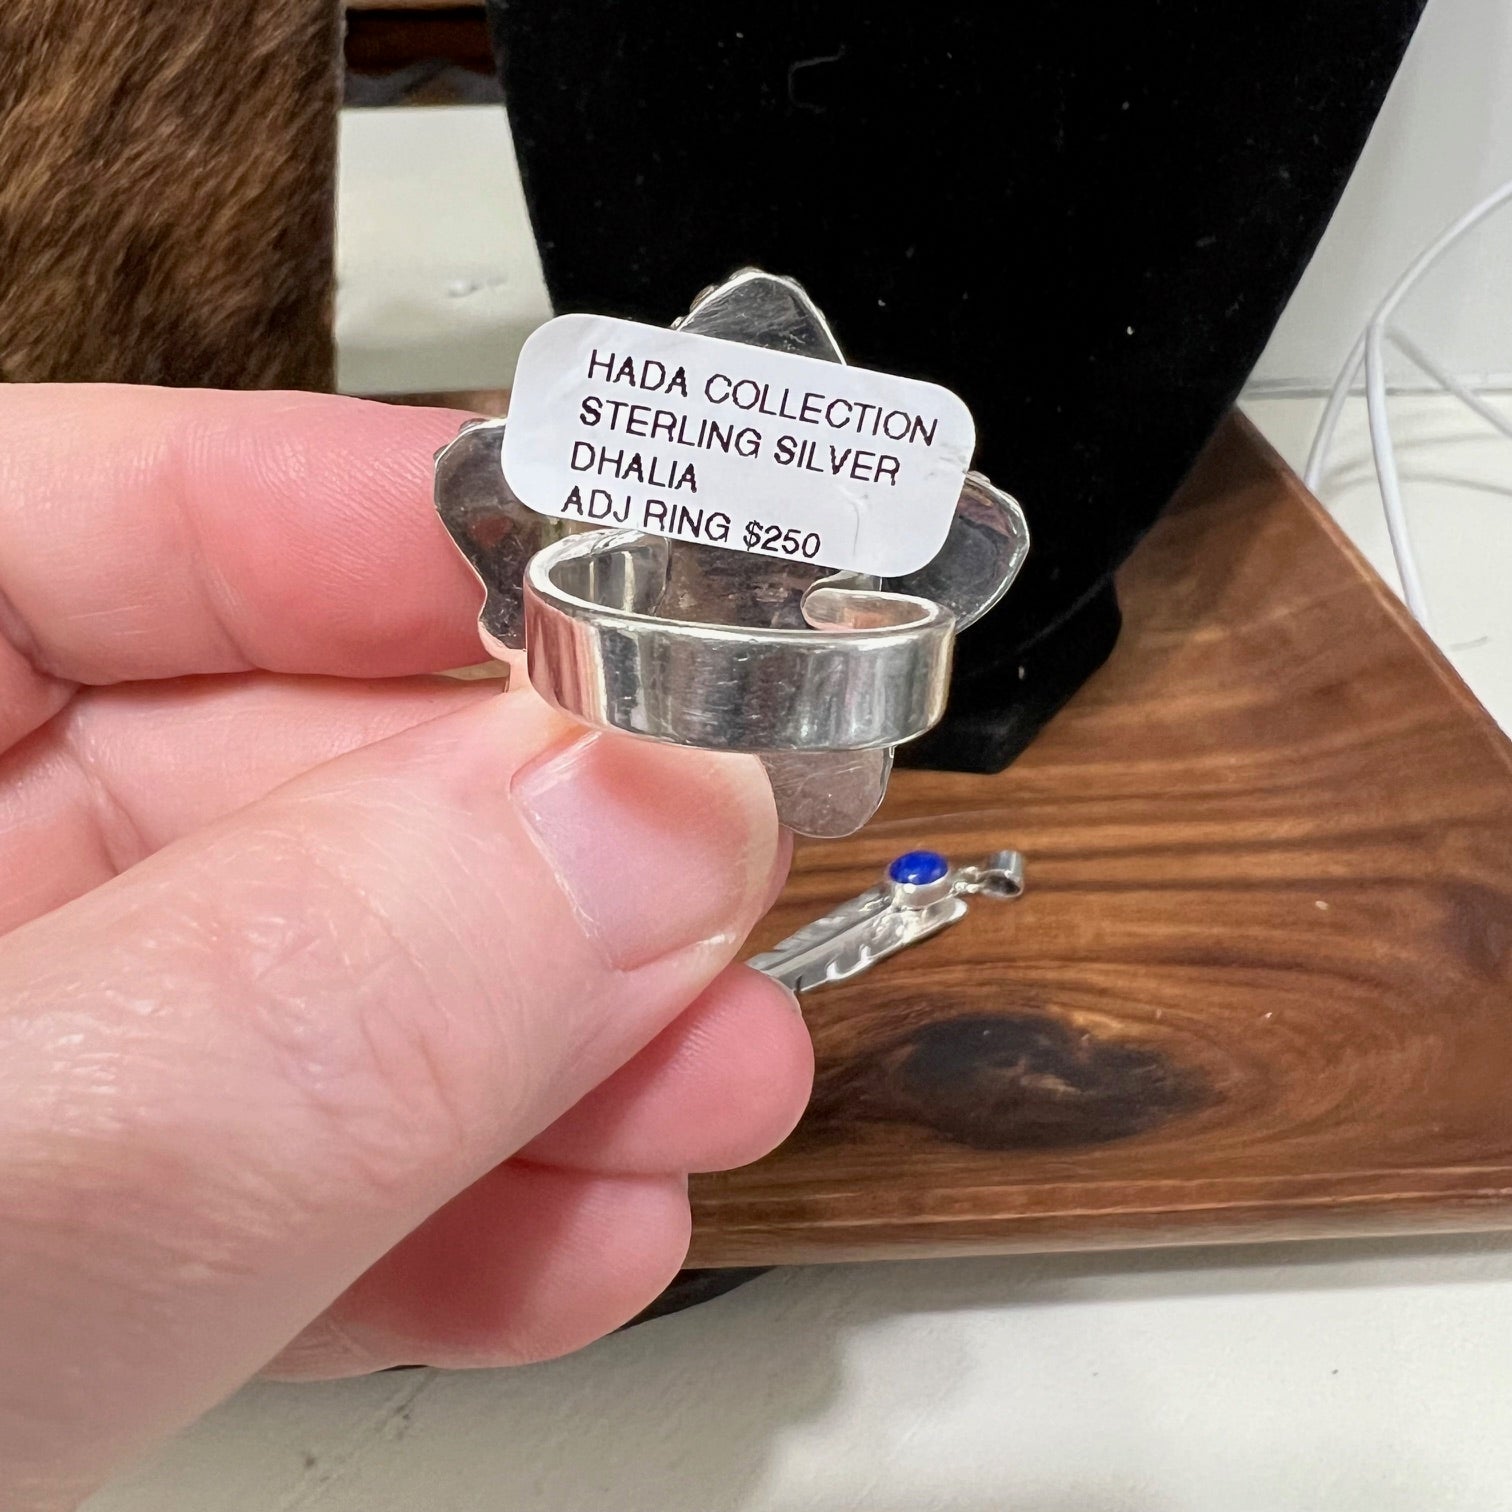 HADA COLLECTION
STERLING SILVER
DHALIA
ADJ RING $250